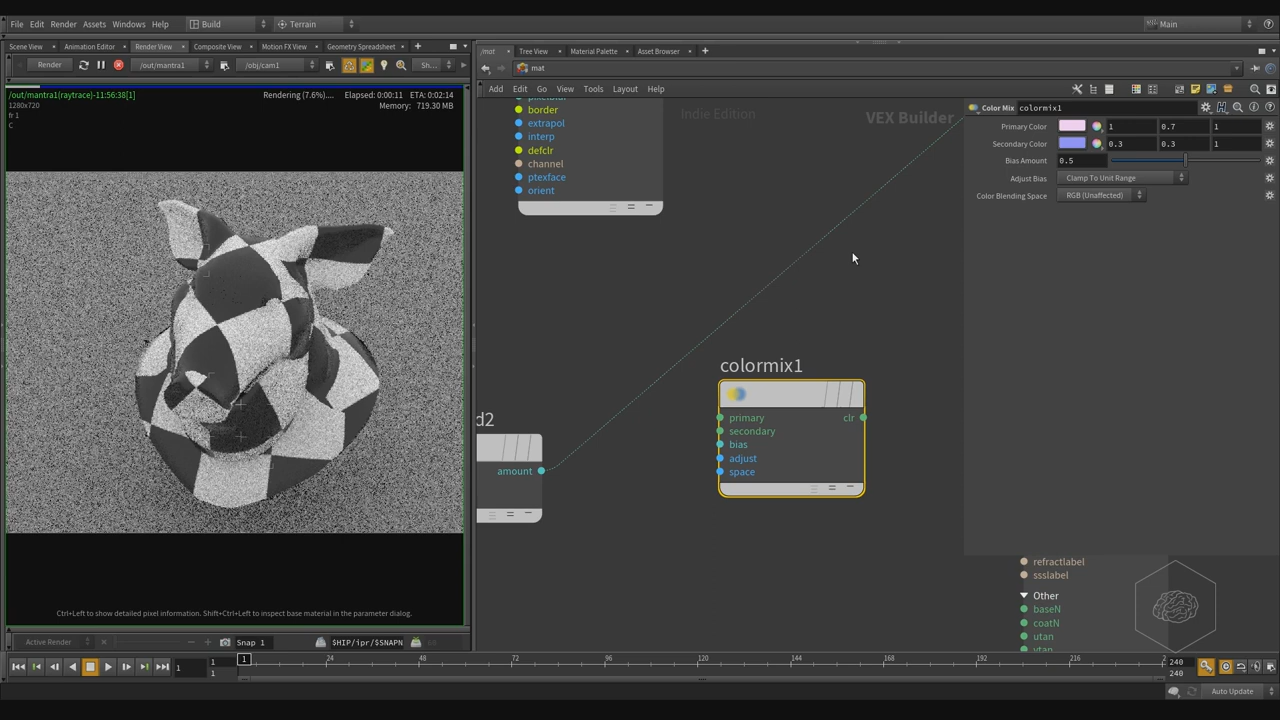 File Edit Render Assets Windows Help Build Terrain Main
Scene View Animation Editor Render View Composite View Motion FX View Geometry Spreadsheet
/mat Tree View Material Palette Asset Browser
Render /out/mantra1 /obj/cam1 Sh...
mat
Add Edit Go View Tools Layout Help
/out/mantra1(raytrace)-11:56:38[1] Rendering (7.6%).... Elapsed: 0:00:11 ETA: 0:02:14
1280x720 Memory: 719.30 MB
fr 1
C
border
extrapol
interp
defclr
channel
ptexface
orient
Indie Edition VEX Builder
Color Mix colormix1
Primary Color 1 0.7 1
Secondary Color 0.3 0.3 1
Bias Amount 0.5
Adjust Bias Clamp To Unit Range
Color Blending Space RGB (Unaffected)
colormix1
primary clr
secondary
bias
adjust
space
d2
amount
refractlabel
ssslabel
Other
baseN
coatN
utan
vtan
Ctrl+Left to show detailed pixel information. Shift+Ctrl+Left to inspect base material in the parameter dialog.
Active Render Snap 1 $HIP/ipr/$SNAPN
1 1 1 1 24 48 72 96 120 144 168 192 216 2 240 240
Auto Update